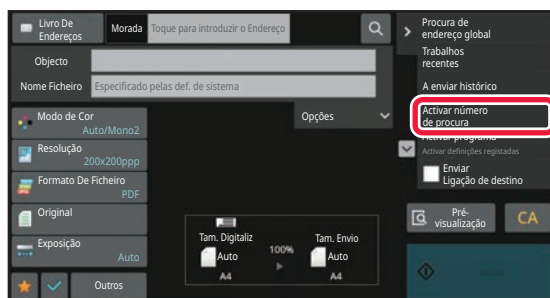 Livro De
Endereços
Morada
Toque para introduzir o Endereço
Objecto
Nome Ficheiro
Especificado pelas def. de sistema
Modo de Cor
Auto/Mono2
Resolução
200x200ppp
Formato De Ficheiro
PDF
Original
Exposição
Auto
Outros
Opções
Tam. Digitaliz
Auto
A4
100%
Tam. Envio
Auto
A4
Procura de
endereço global
Trabalhos
recentes
A enviar histórico
Activar número
de procura
Activar programa
Activar definições registadas
Enviar
Ligação de destino
Pré-
visualização
CA
Iniciar